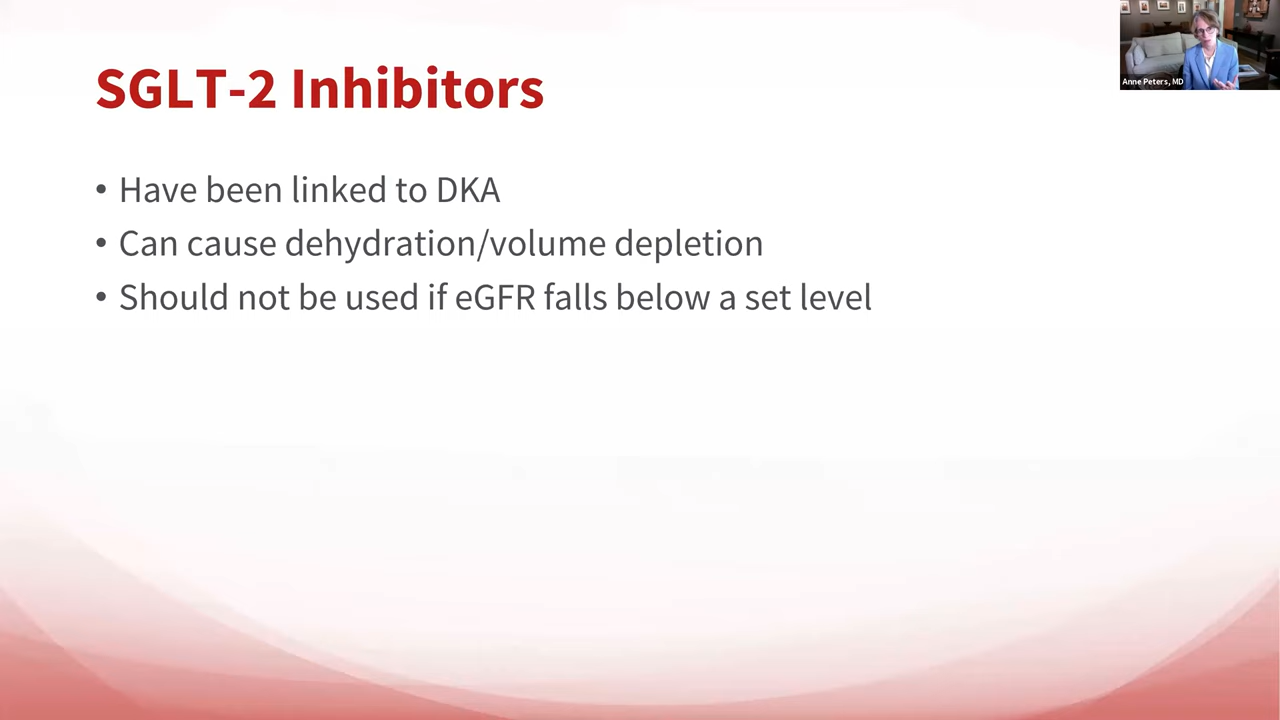 SGLT-2 Inhibitors
• Have been linked to DKA
• Can cause dehydration/volume depletion
• Should not be used if eGFR falls below a set level
Anne Peters, MD